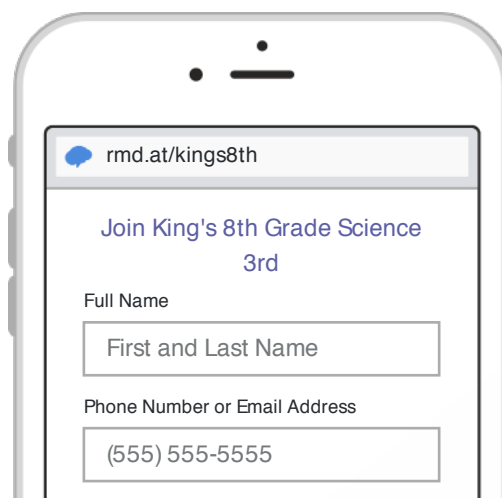 rmd.at/kings8th
Join King's 8th Grade Science
3rd
Full Name
First and Last Name
Phone Number or Email Address
(555) 555-5555